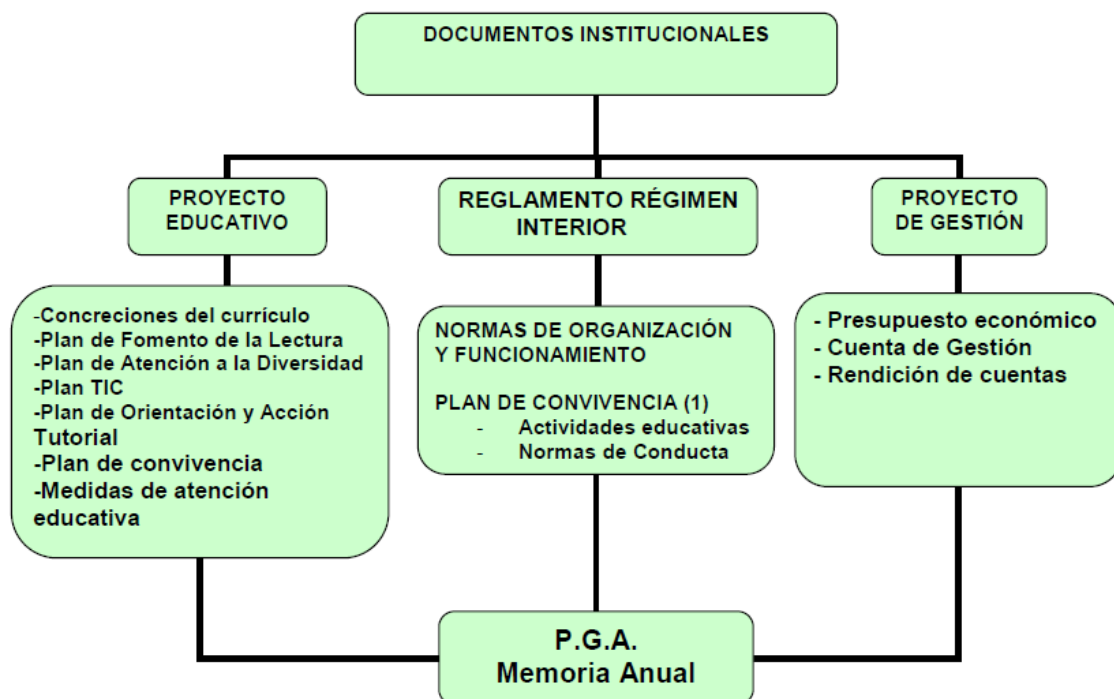 DOCUMENTOS INSTITUCIONALES
PROYECTO
EDUCATIVO
REGLAMENTO RÉGIMEN
INTERIOR
PROYECTO
DE GESTIÓN
-Concreciones del currículo
-Plan de Fomento de la Lectura
-Plan de Atención a la Diversidad
-Plan TIC
-Plan de Orientación y Acción
Tutorial
-Plan de convivencia
-Medidas de atención
educativa
NORMAS DE ORGANIZACIÓN
Y FUNCIONAMIENTO
PLAN DE CONVIVENCIA (1)
- Actividades educativas
- Normas de Conducta
- Presupuesto económico
- Cuenta de Gestión
- Rendición de cuentas
P.G.A.
Memoria Anual